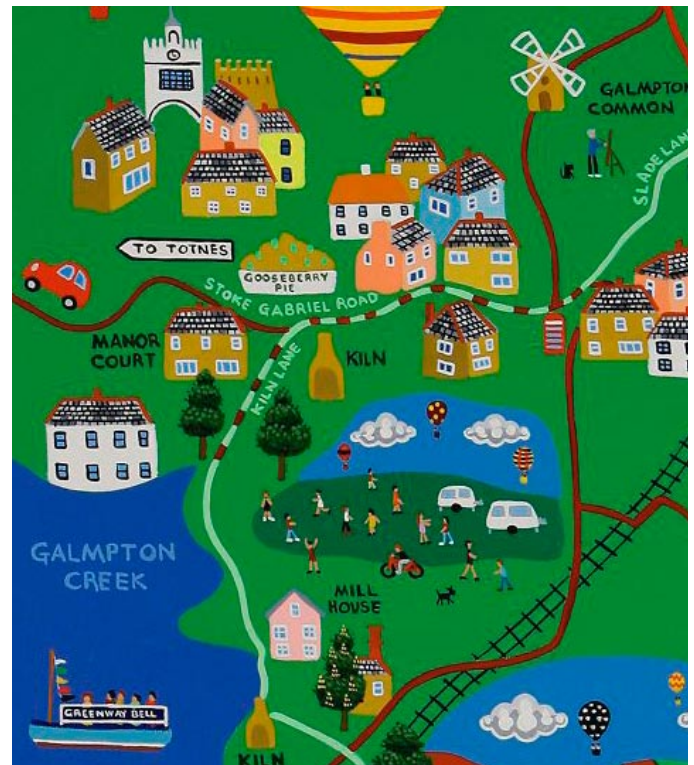 GALMPTON
COMMON
SLADE LANE
TO TOTNES
GOOSEBERRY
PIE
STOKE GABRIEL ROAD
MANOR
COURT
KILN LANE
KILN
GALMPTON
CREEK
MILL
HOUSE
GREENWAY BELL
KILN